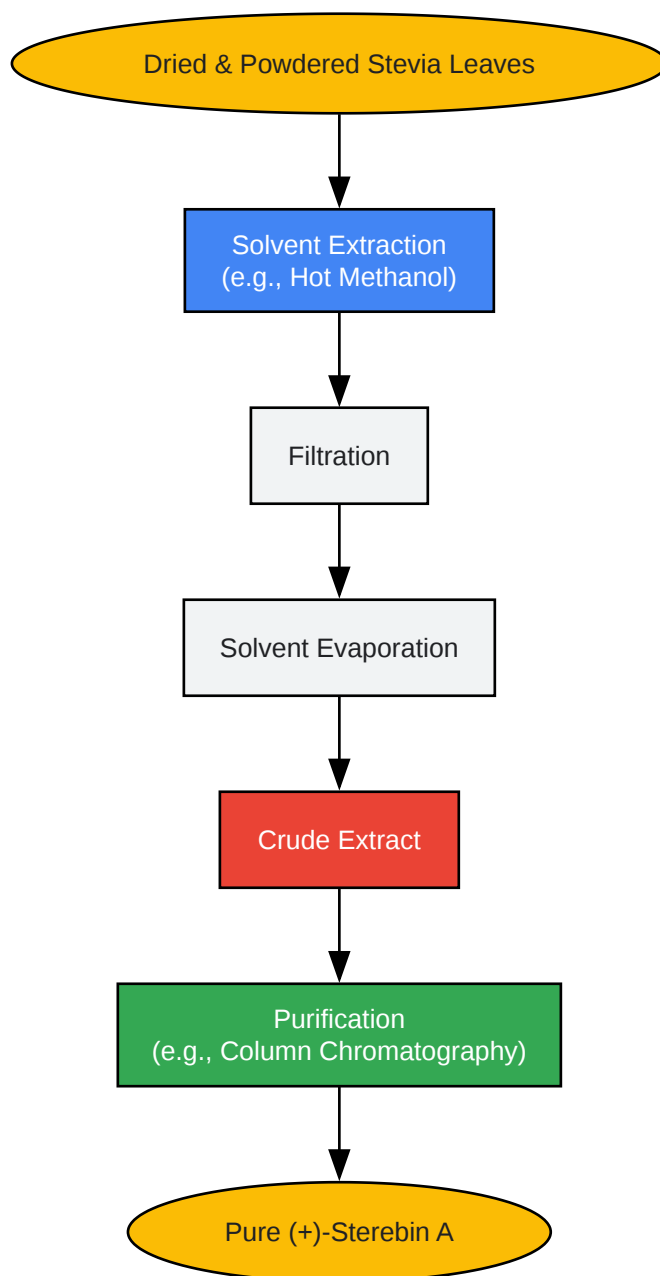 Dried & Powdered Stevia Leaves
Solvent Extraction
(e.g., Hot Methanol)
Filtration
Solvent Evaporation
Crude Extract
Purification
(e.g., Column Chromatography)
Pure (+)-Sterebin A